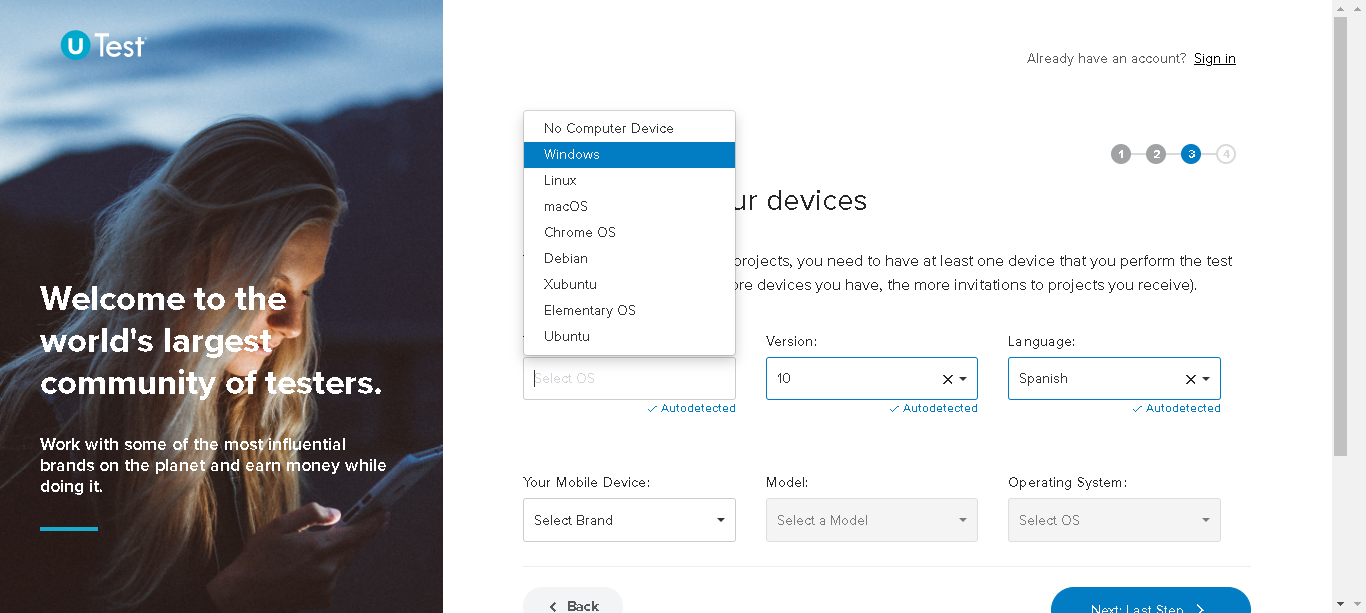 U Test
Already have an account? Sign in
No Computer Device
Windows
Linux
macOS
Chrome OS
Debian
Xubuntu
Elementary OS
Ubuntu
1 2 3 4
ur devices
projects, you need to have at least one device that you perform the test
ore devices you have, the more invitations to projects you receive).
Welcome to the
world's largest
community of testers.
Work with some of the most influential
brands on the planet and earn money while
doing it.
Version:
Language:
Select OS
10
Spanish
Autodetected
Autodetected
Autodetected
Your Mobile Device:
Model:
Operating System:
Select Brand
Select a Model
Select OS
Back
Next: Last Step